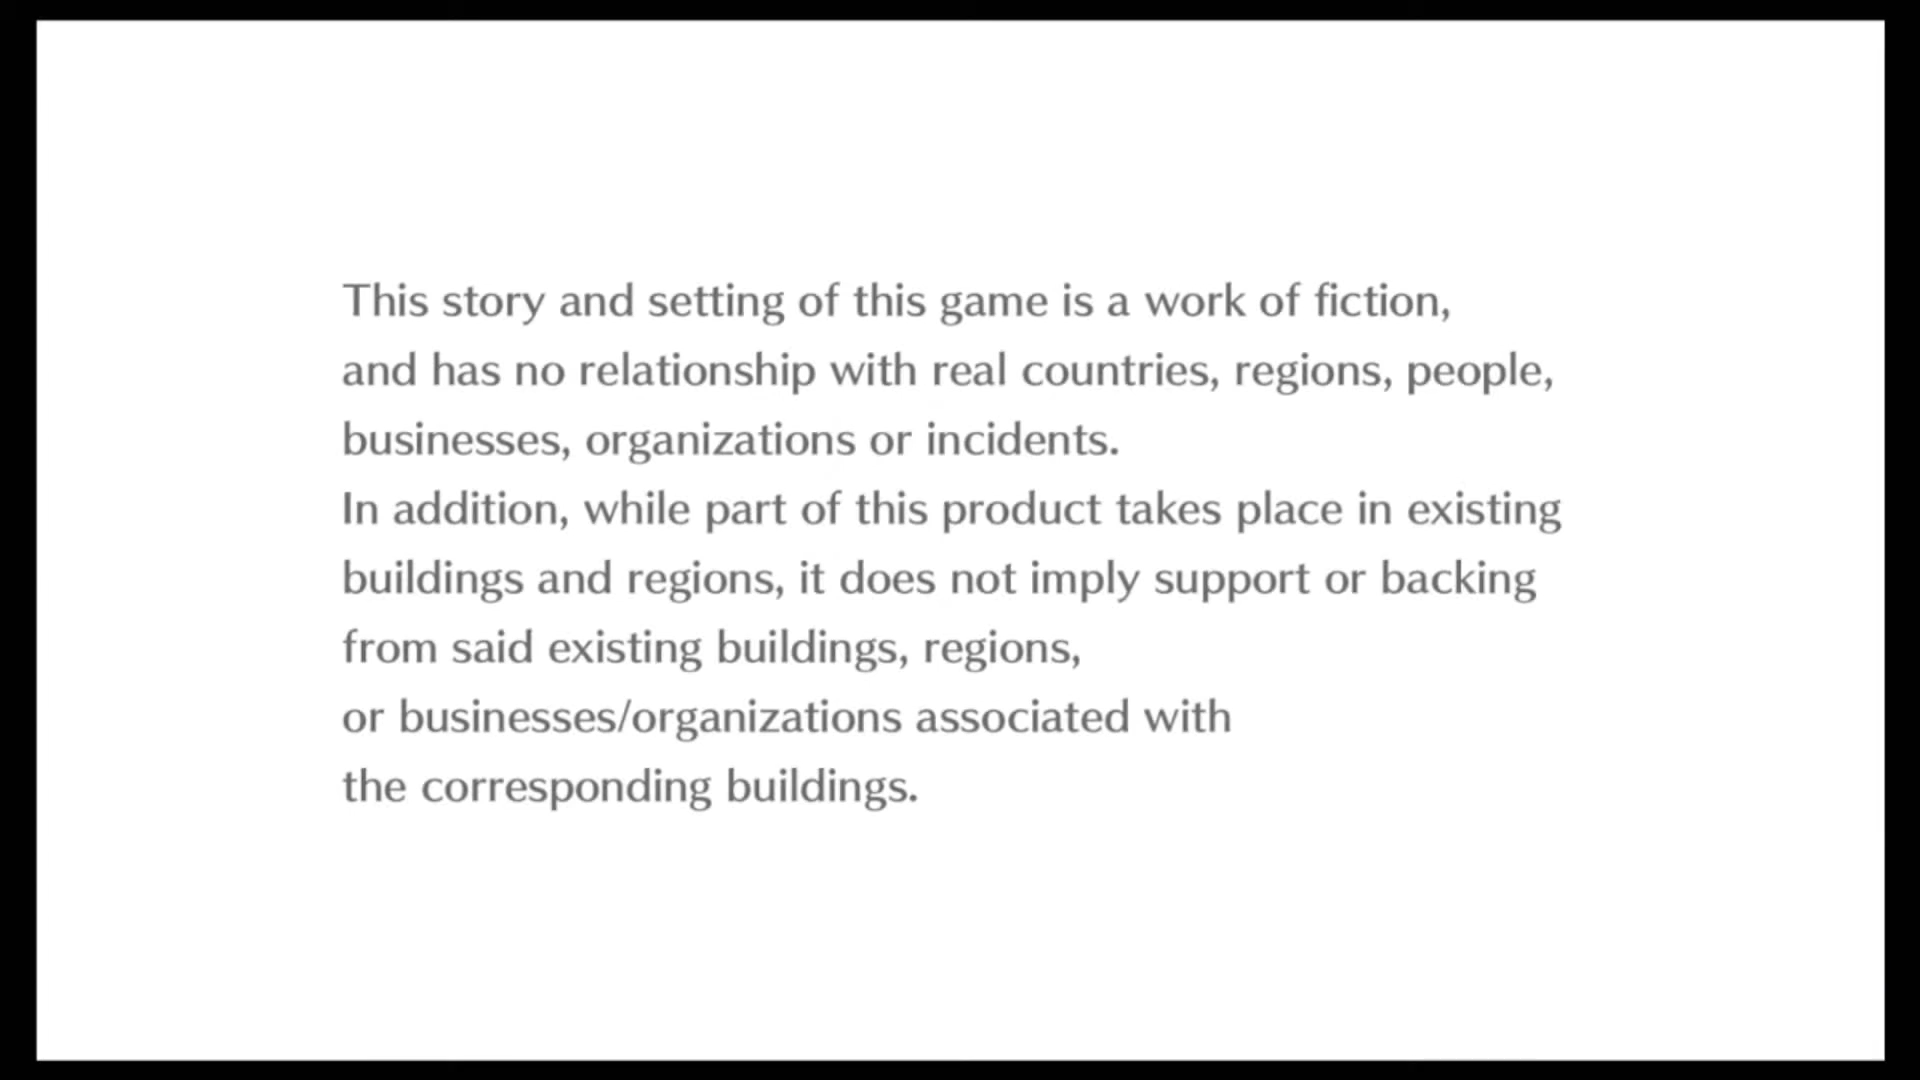 This story and setting of this game is a work of fiction,
and has no relationship with real countries, regions, people,
businesses, organizations or incidents.
In addition, while part of this product takes place in existing
buildings and regions, it does not imply support or backing
from said existing buildings, regions,
or businesses/organizations associated with
the corresponding buildings.